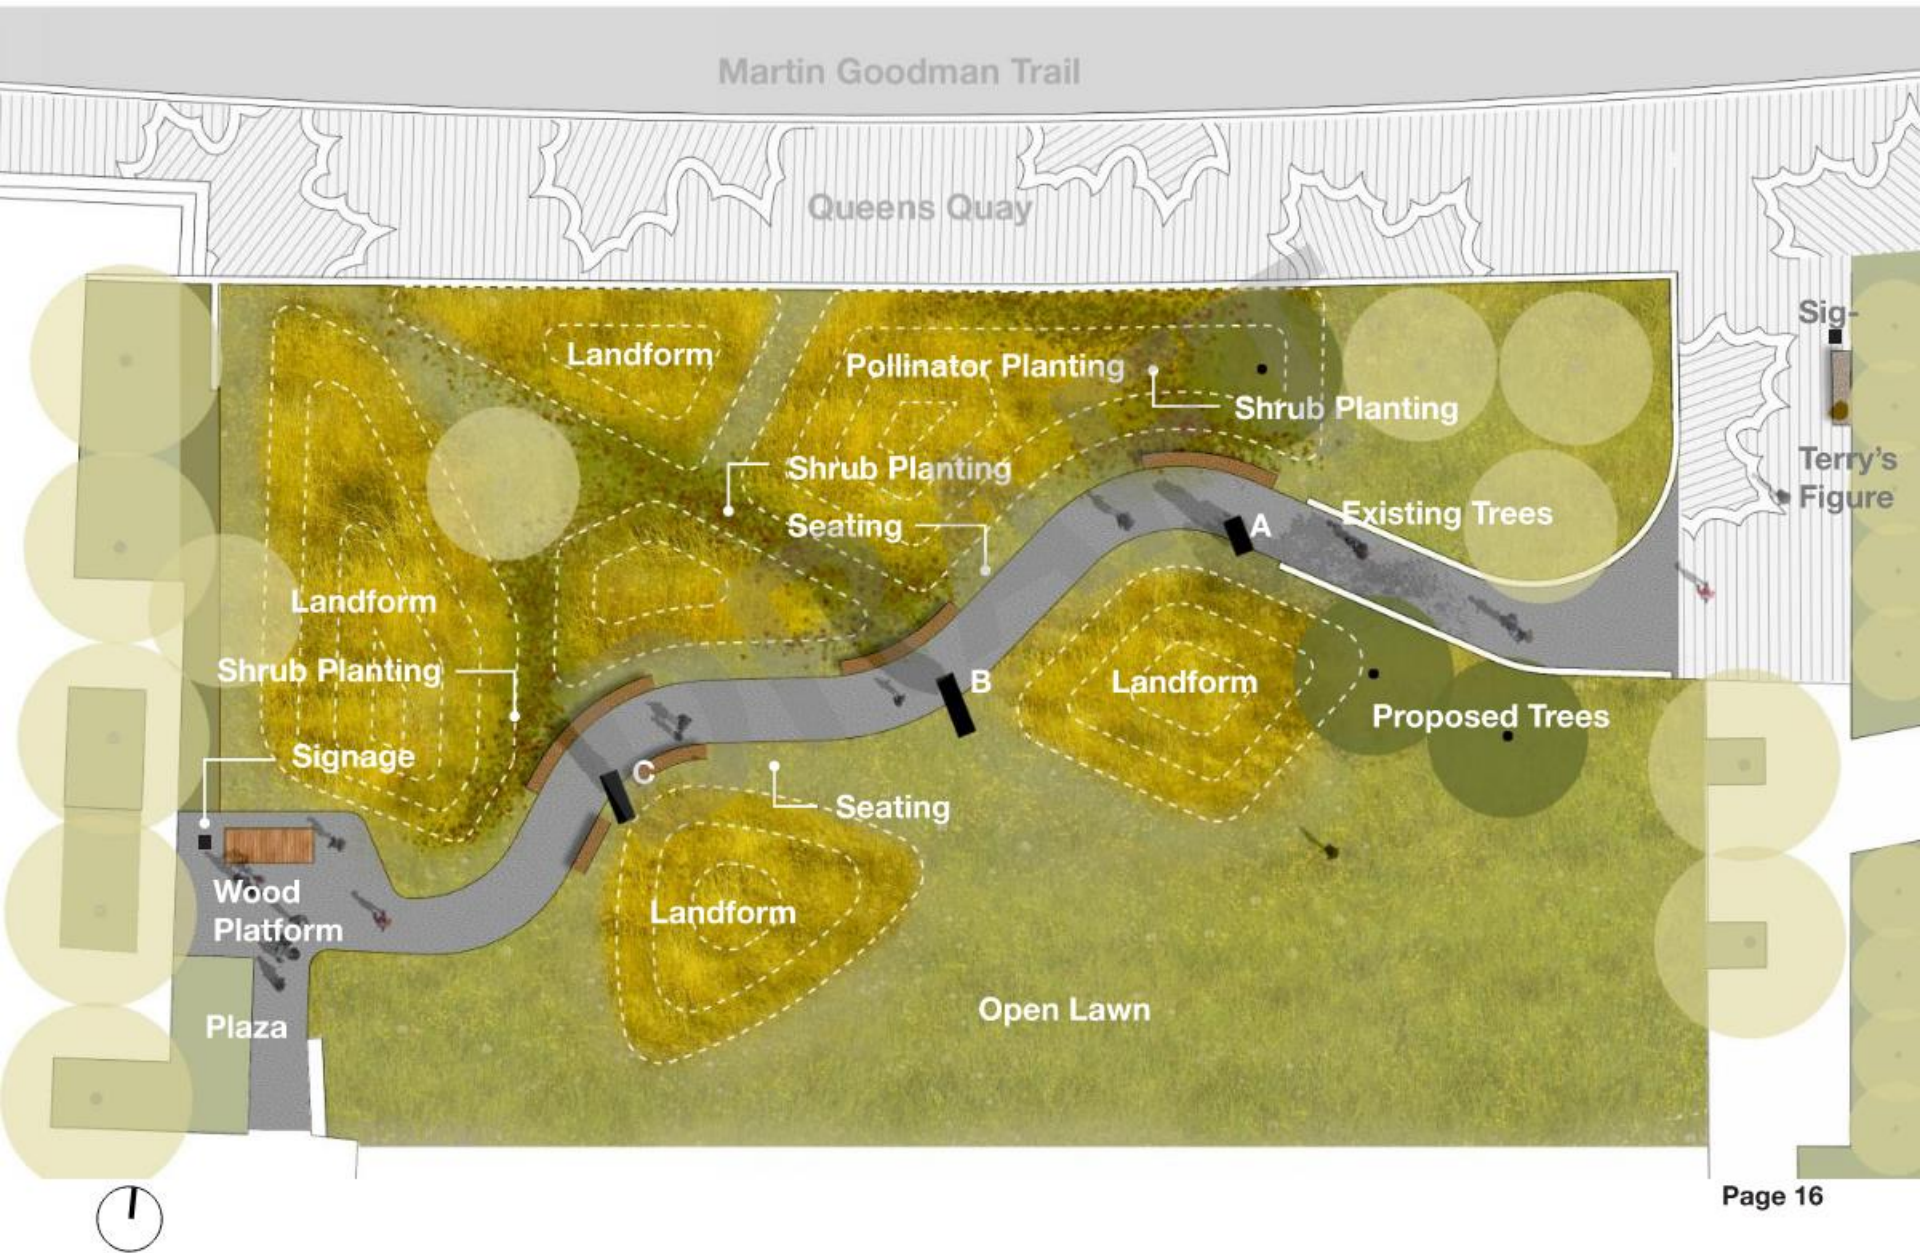 Martin Goodman Trail
Queens Quay
Sig-
Landform
Pollinator Planting
Shrub Planting
Shrub Planting
Terry's
Figure
Seating
A
Existing Trees
Landform
Shrub Planting
B
Landform
Proposed Trees
Signage
C
Seating
Wood
Platform
Landform
Open Lawn
Plaza
Page 16